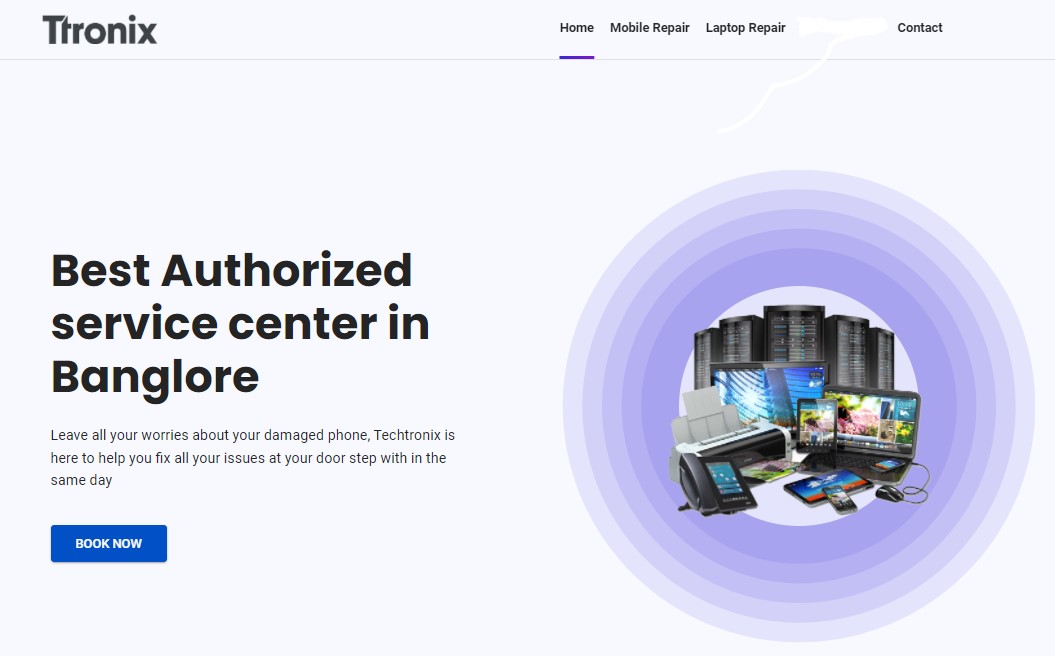 Ttronix
Home Mobile Repair Laptop Repair Contact
Best Authorized
service center in
Banglore
Leave all your worries about your damaged phone, Techtronix is
here to help you fix all your issues at your door step with in the
same day
BOOK NOW